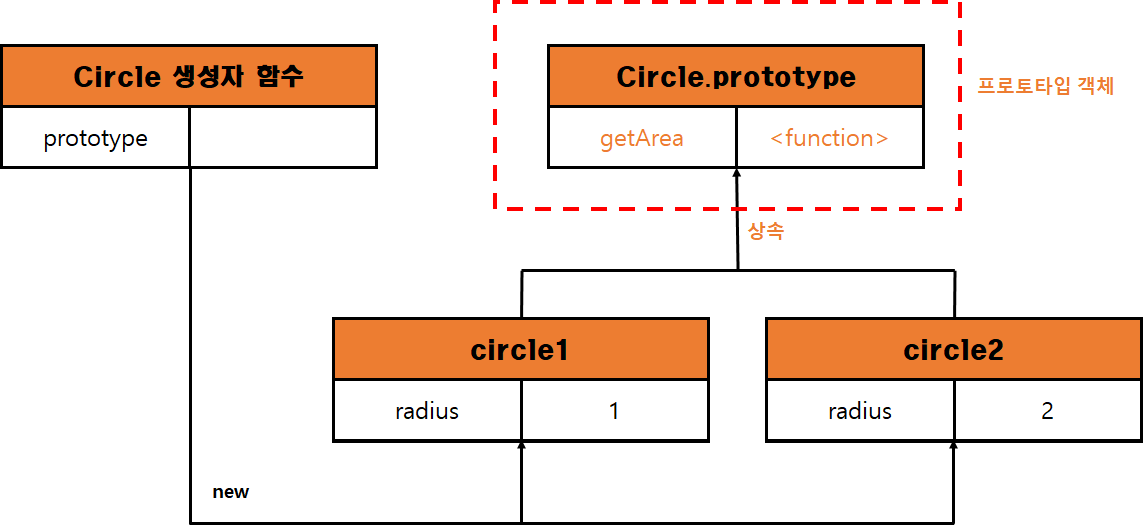 Circle 생성자 함수
prototype
Circle.prototype
getArea <function>
프로토타입 객체
상속
circle1
radius 1
circle2
radius 2
new